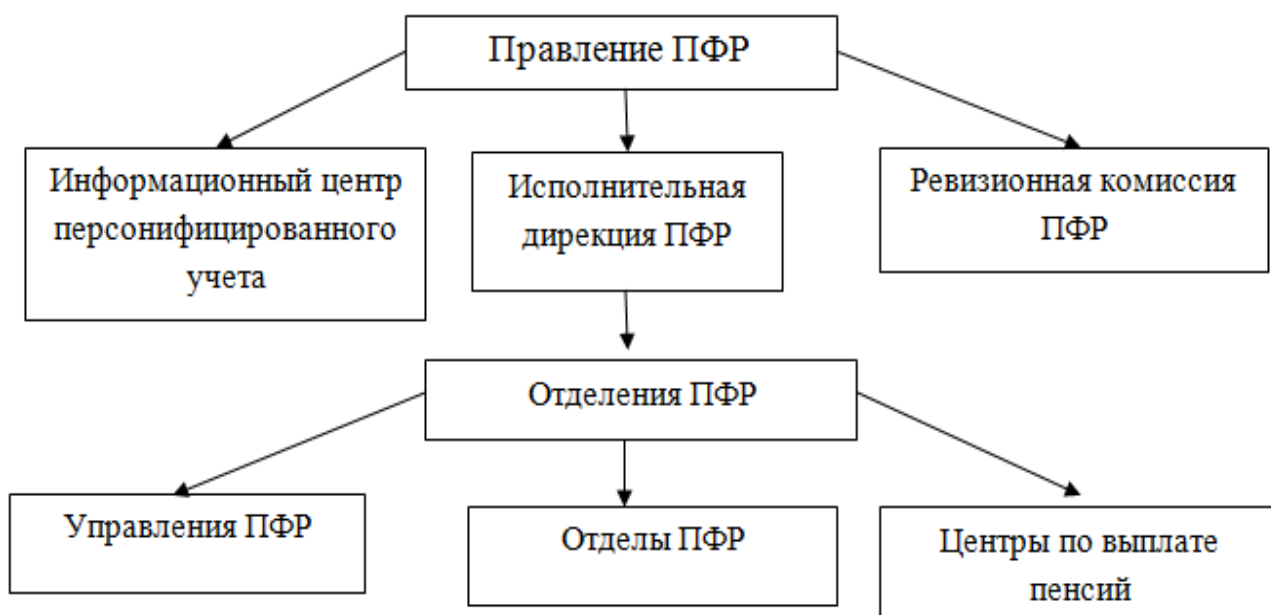 Правление ПФР
Информационный центр
персонифицированного
учета
Исполнительная
дирекция ПФР
Ревизионная комиссия
ПФР
Отделения ПФР
Управления ПФР
Отделы ПФР
Центры по выплате
пенсий